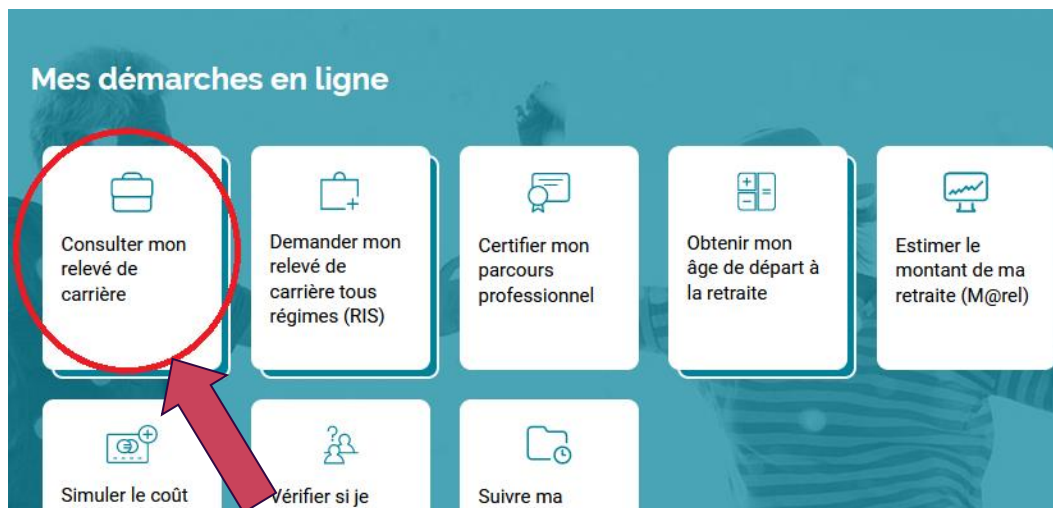 Mes démarches en ligne
Consulter mon
relevé de
carrière
Demander mon
relevé de
carrière tous
régimes (RIS)
Certifier mon
parcours
professionnel
Obtenir mon
âge de départ à
la retraite
Estimer le
montant de ma
retraite (M@rel)
Simuler le coût
Vérifier si je
Suivre ma